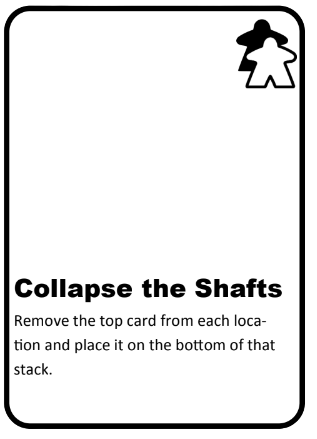 Collapse the Shafts
Remove the top card from each loca-
tion and place it on the bottom of that
stack.